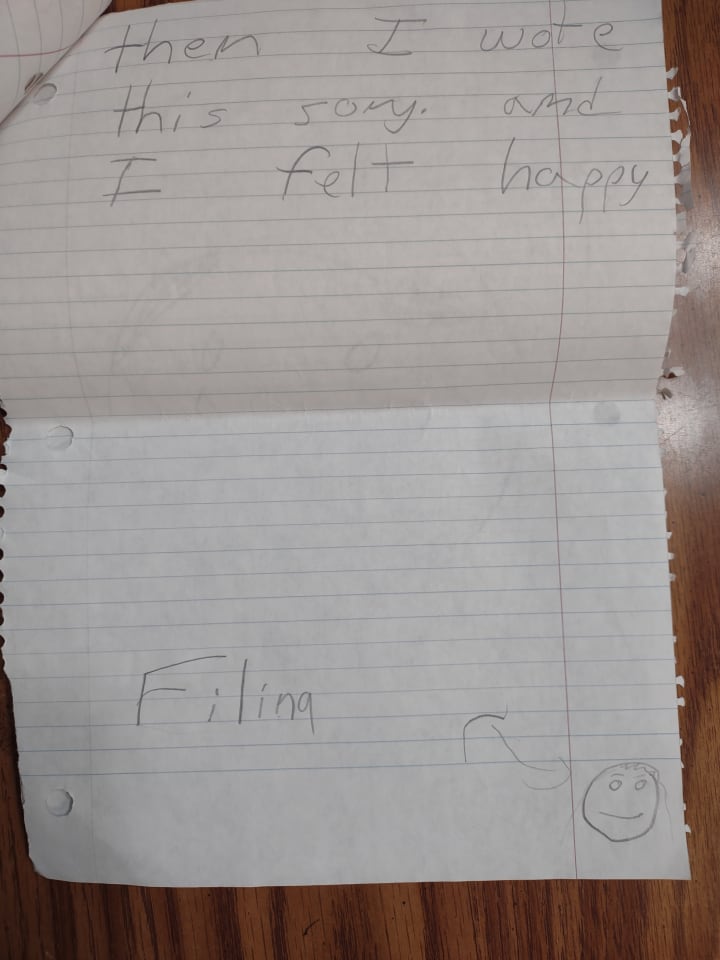 then I wote
this sory. and
I felt happy
Filing